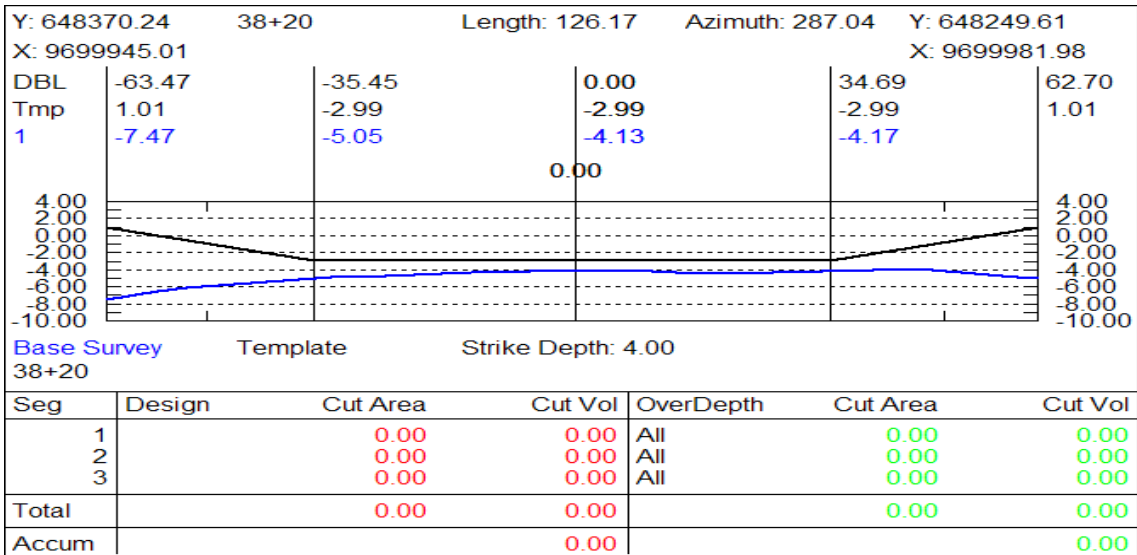 Y: 648370.24 38+20 Length: 126.17 Azimuth: 287.04 Y: 648249.61
X: 9699945.01 X: 9699981.98
DBL -63.47 -35.45 0.00 34.69 62.70
Tmp 1.01 -2.99 -2.99 -2.99 1.01
1 -7.47 -5.05 -4.13 -4.17
0.00
4.00 4.00
2.00 2.00
0.00 0.00
-2.00 -2.00
-4.00 -4.00
-6.00 -6.00
-8.00 -8.00
-10.00 -10.00
Base Survey Template Strike Depth: 4.00
38+20
Seg Design Cut Area Cut Vol OverDepth Cut Area Cut Vol
1 0.00 0.00 All 0.00 0.00
2 0.00 0.00 All 0.00 0.00
3 0.00 0.00 All 0.00 0.00
Total 0.00 0.00 0.00 0.00
Accum 0.00 0.00